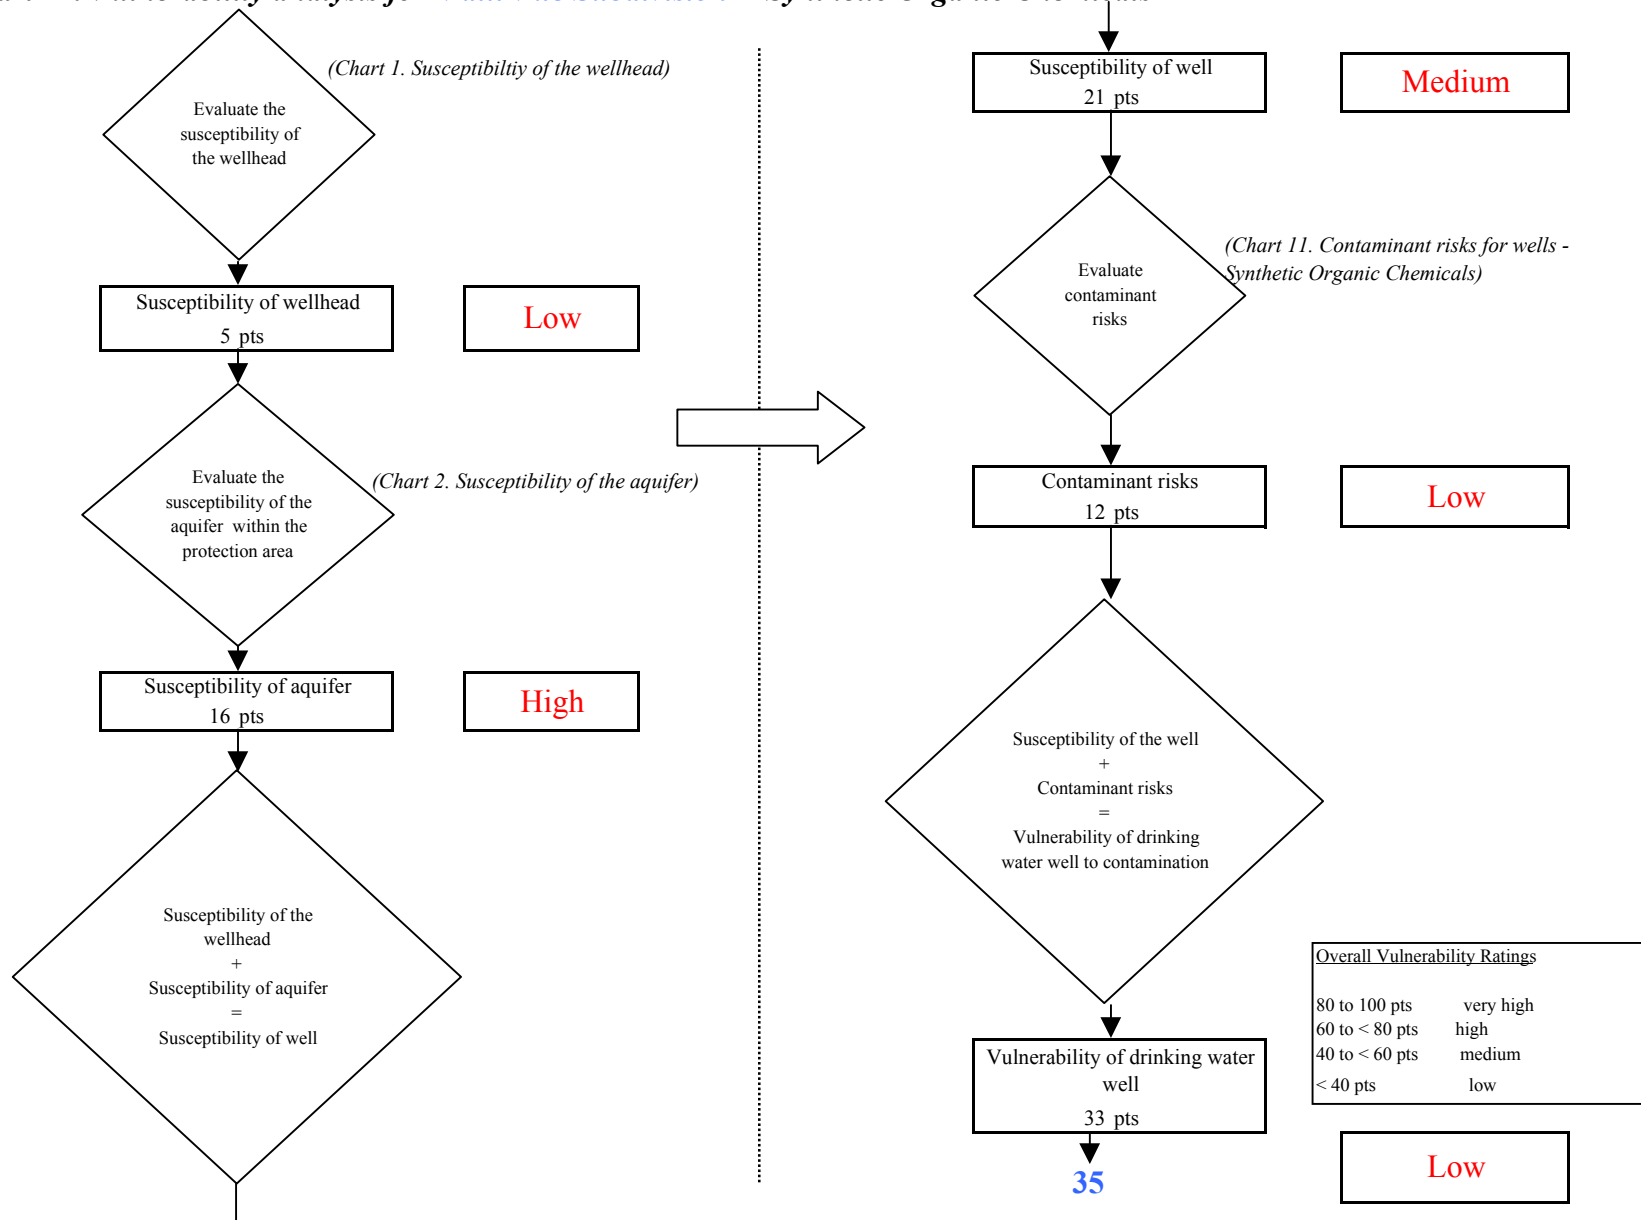 (Chart 1. Susceptibiltiy of the wellhead)
Evaluate the
susceptibility of
the wellhead
Susceptibility of wellhead
5 pts
Low
Evaluate the
susceptibility of the
aquifer within the
protection area
(Chart 2. Susceptibility of the aquifer)
Susceptibility of aquifer
16 pts
High
Susceptibility of the
wellhead
+
Susceptibility of aquifer
=
Susceptibility of well
Susceptibility of well
21 pts
Medium
Evaluate
contaminant
risks
(Chart 11. Contaminant risks for wells -
Synthetic Organic Chemicals)
Contaminant risks
12 pts
Low
Susceptibility of the well
+
Contaminant risks
=
Vulnerability of drinking
water well to contamination
Vulnerability of drinking water
well
33 pts
35
Overall Vulnerability Ratings
80 to 100 pts very high
60 to < 80 pts high
40 to < 60 pts medium
< 40 pts low
Low